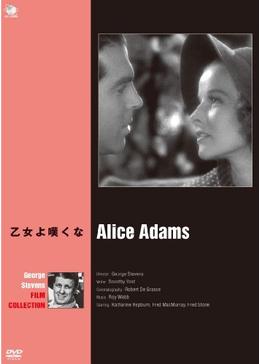 乙女よ嘆くな
Alice Adams
George
Stevens
FILM
COLLECTION
Director George Stevens
Writer Dorothy Yost
Cinematography Robert De Grasse
Music Roy Webb
Starring Katharine Hepburn, Fred MacMurray, Fred Stone
DVD